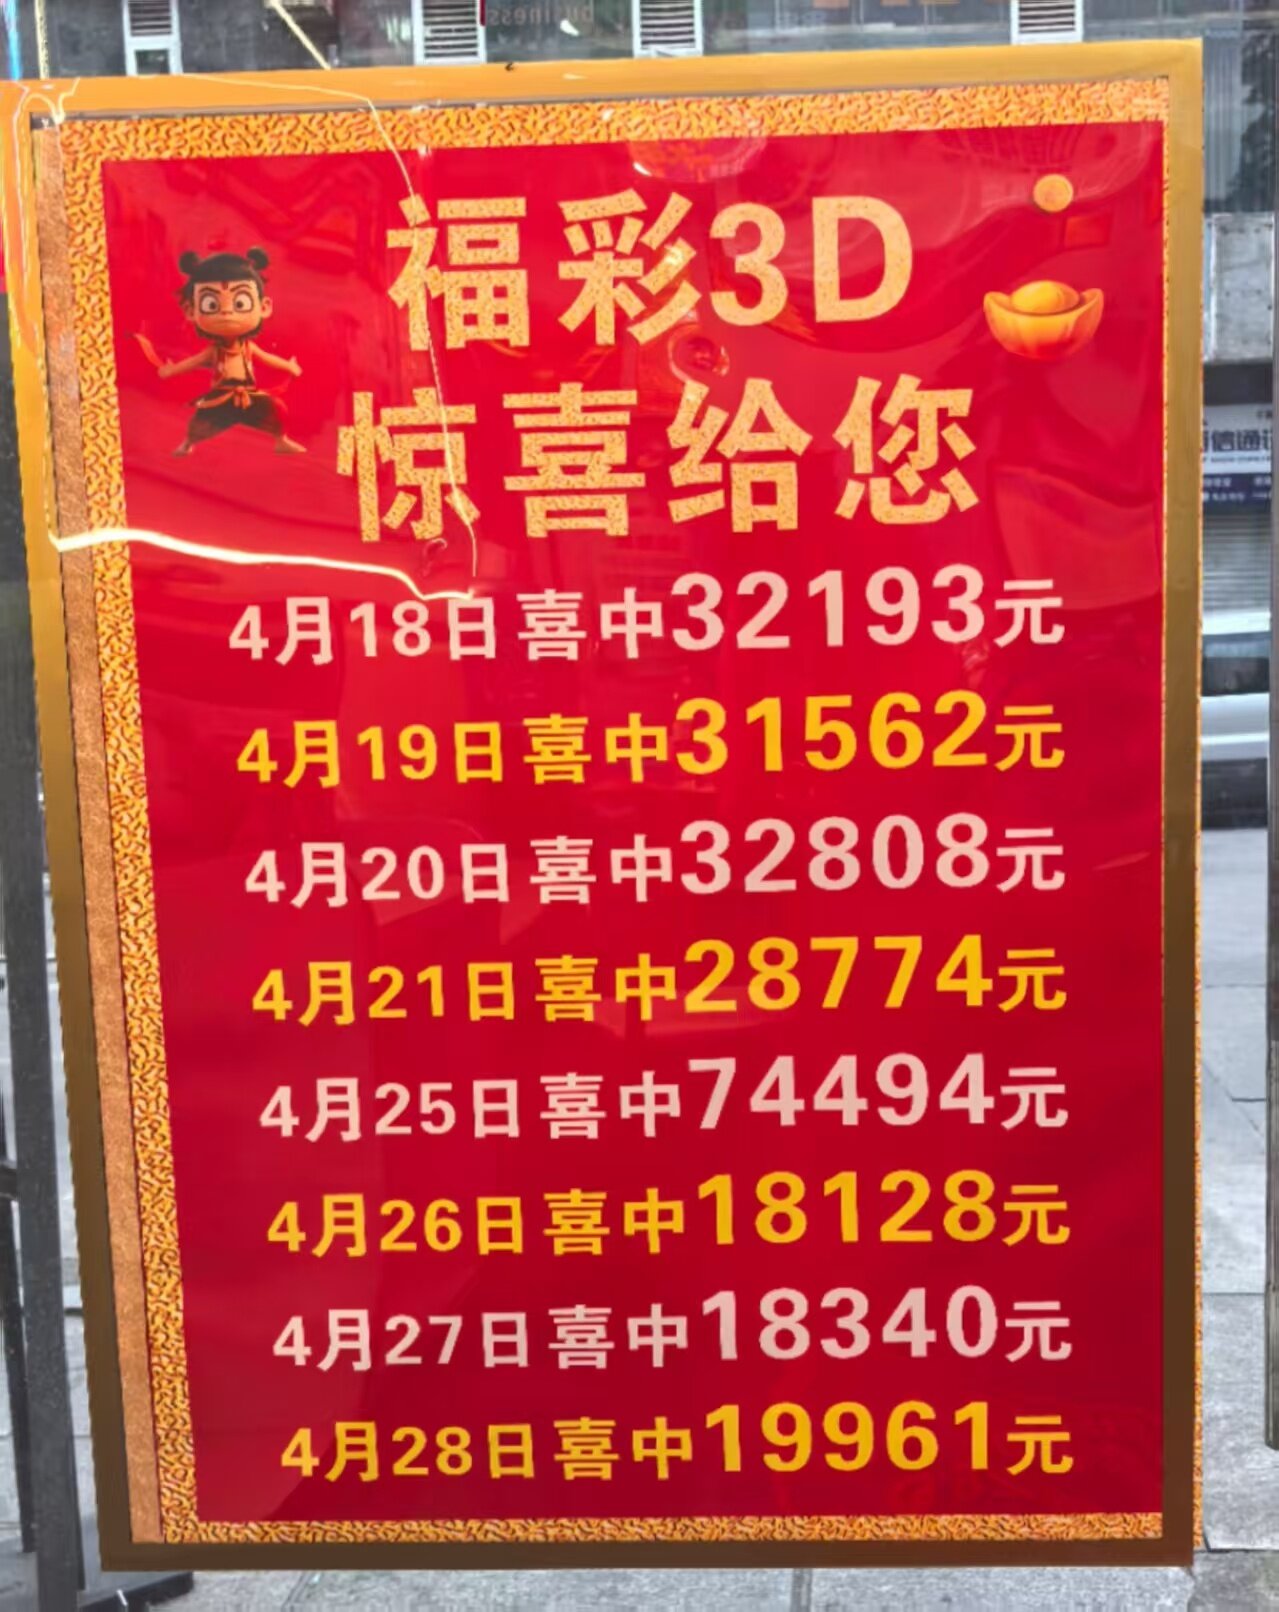 business
福彩3D
惊喜给您
4月18日喜中32193元
4月19日喜中31562元
4月20日喜中32808元
4月21日喜中28774元
4月25日喜中74494元
4月26日喜中18128元
4月27日喜中18340元
4月28日喜中19961元
信通